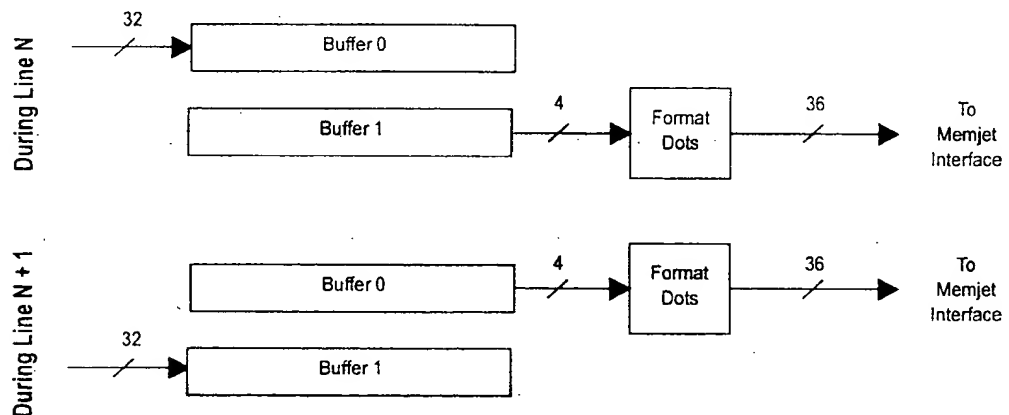 During Line N
32
Buffer 0
Buffer 1
4
Format
Dots
36
To
Memjet
Interface
During Line N + 1
Buffer 0
4
Format
Dots
36
To
Memjet
Interface
32
Buffer 1